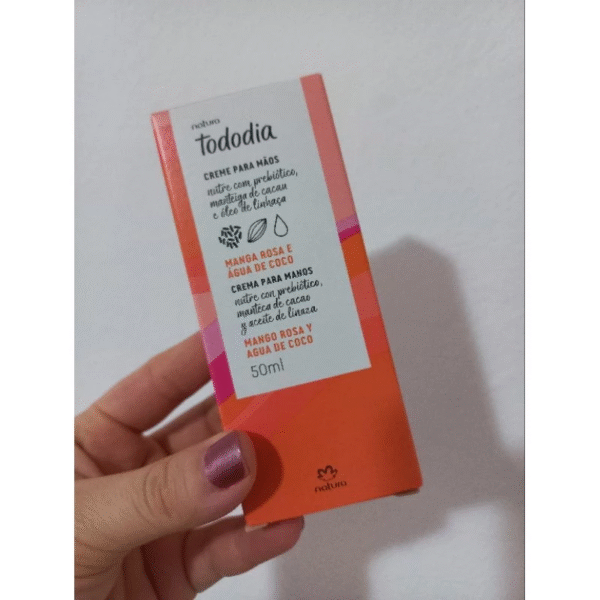 natura
Tododia
CREME PARA MÃOS
nutre com prebiótico,
manteiga de cacau
e óleo de linhaça
MANGA ROSA E
ÁGUA DE COCO
CREMA PARA MANOS
nutre con prebiótico,
manteca de cacao
y aceite de linaza
MANGO ROSA Y
AGUA DE COCO
50ml
natura